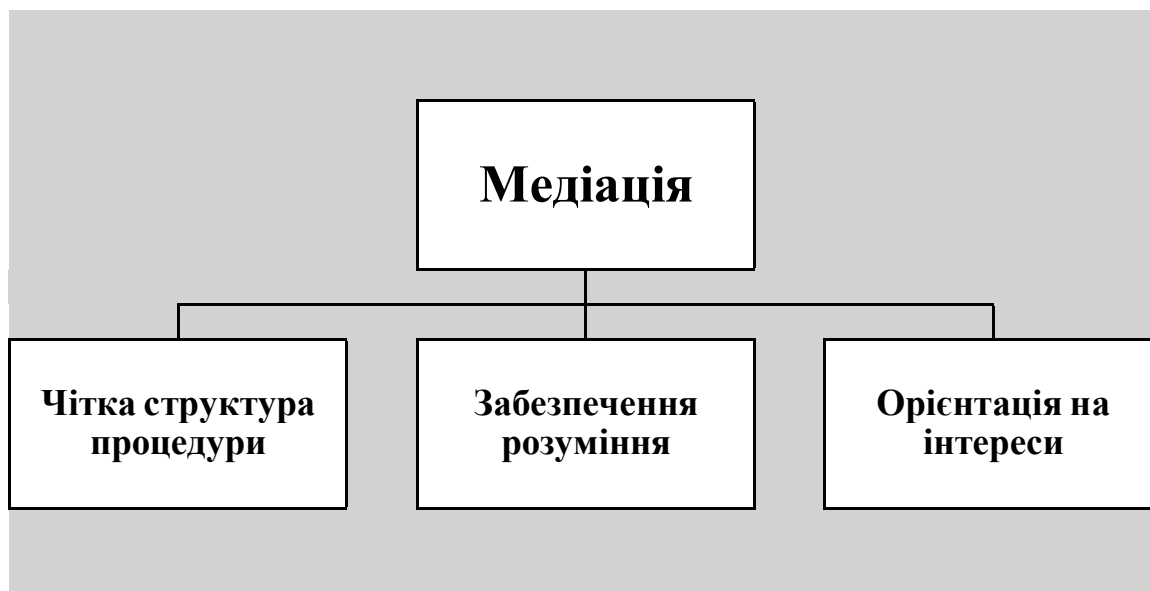 Медіація
Чітка структура
процедури
Забезпечення
розуміння
Орієнтація на
інтереси